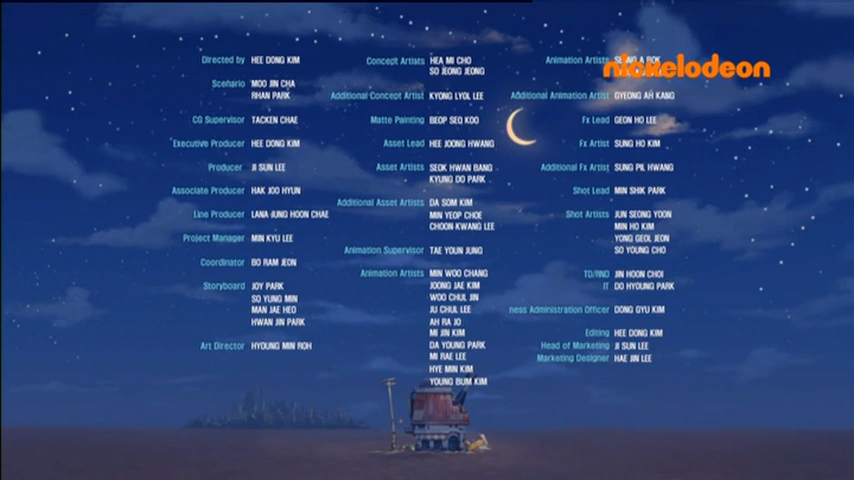 Directed by HEE DONG KIM
Scenario MOO JIN CHA
RHAN PARK
CG Supervisor TACKEN CHAE
Executive Producer HEE DONG KIM
Producer JI SUN LEE
Associate Producer HAK JOO HYUN
Line Producer LANA JUNG HOON CHAE
Project Manager MIN KYU LEE
Coordinator BO RAM JEON
Storyboard JOY PARK
SO YUNG MIN
MAN JAE HEO
HWAN JIN PARK
Art Director HYOUNG MIN ROH
Concept Artists HEA MI CHO
SO JEONG JEONG
Additional Concept Artist KYONG LYOL LEE
Matte Painting BEOP SEO KOO
Asset Lead HEE JOONG HWANG
Asset Artists SEOK HWAN BANG
KYUNG DO PARK
Additional Asset Artists DA SOM KIM
MIN YEOP CHOE
CHOON KWANG LEE
Animation Supervisor TAE YOUN JUNG
Animation Artists MIN WOO CHANG
JOONG JAE KIM
WOO CHUL JIN
JU CHUL LEE
AH RA JO
MI JIN KIM
DA YOUNG PARK
MI RAE LEE
HYE MIN KIM
YOUNG BUM KIM
nickelodeon
Animation Artists
Additional Animation Artist GYEONG AH KANG
Fx Lead GEON HO LEE
Fx Artist SUNG HO KIM
Additional Fx Artist SUNG PIL HWANG
Shot Lead MIN SHIK PARK
Shot Artists JUN SEONG YOON
MIN HO KIM
YONG GEOL JEON
SO YOUNG CHO
TD/RND JIN HOON CHOI
IT DO HYOUNG PARK
ness Administration Officer DONG GYU KIM
Editing HEE DONG KIM
Head of Marketing JI SUN LEE
Marketing Designer HAE JIN LEE